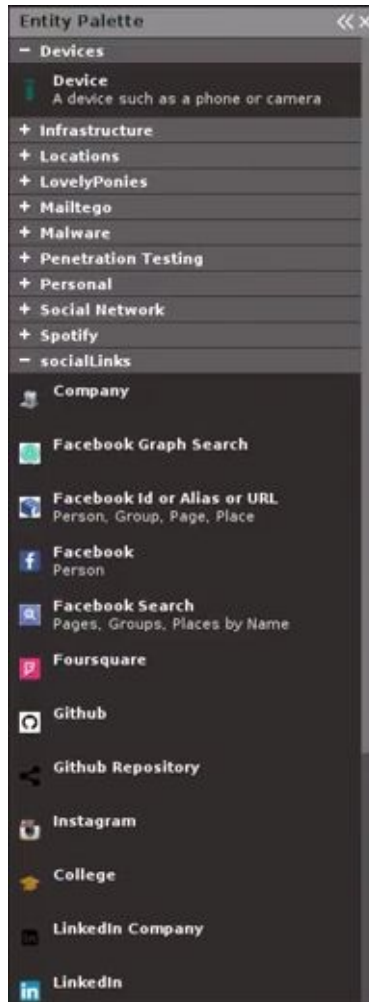 Entity Palette
− Devices
Device
A device such as a phone or camera
+ Infrastructure
+ Locations
+ LovelyPonies
+ Mailtego
+ Malware
+ Penetration Testing
+ Personal
+ Social Network
+ Spotify
− socialLinks
Company
Facebook Graph Search
Facebook Id or Alias or URL
Person, Group, Page, Place
Facebook
Person
Facebook Search
Pages, Groups, Places by Name
Foursquare
Github
Github Repository
Instagram
College
LinkedIn Company
LinkedIn